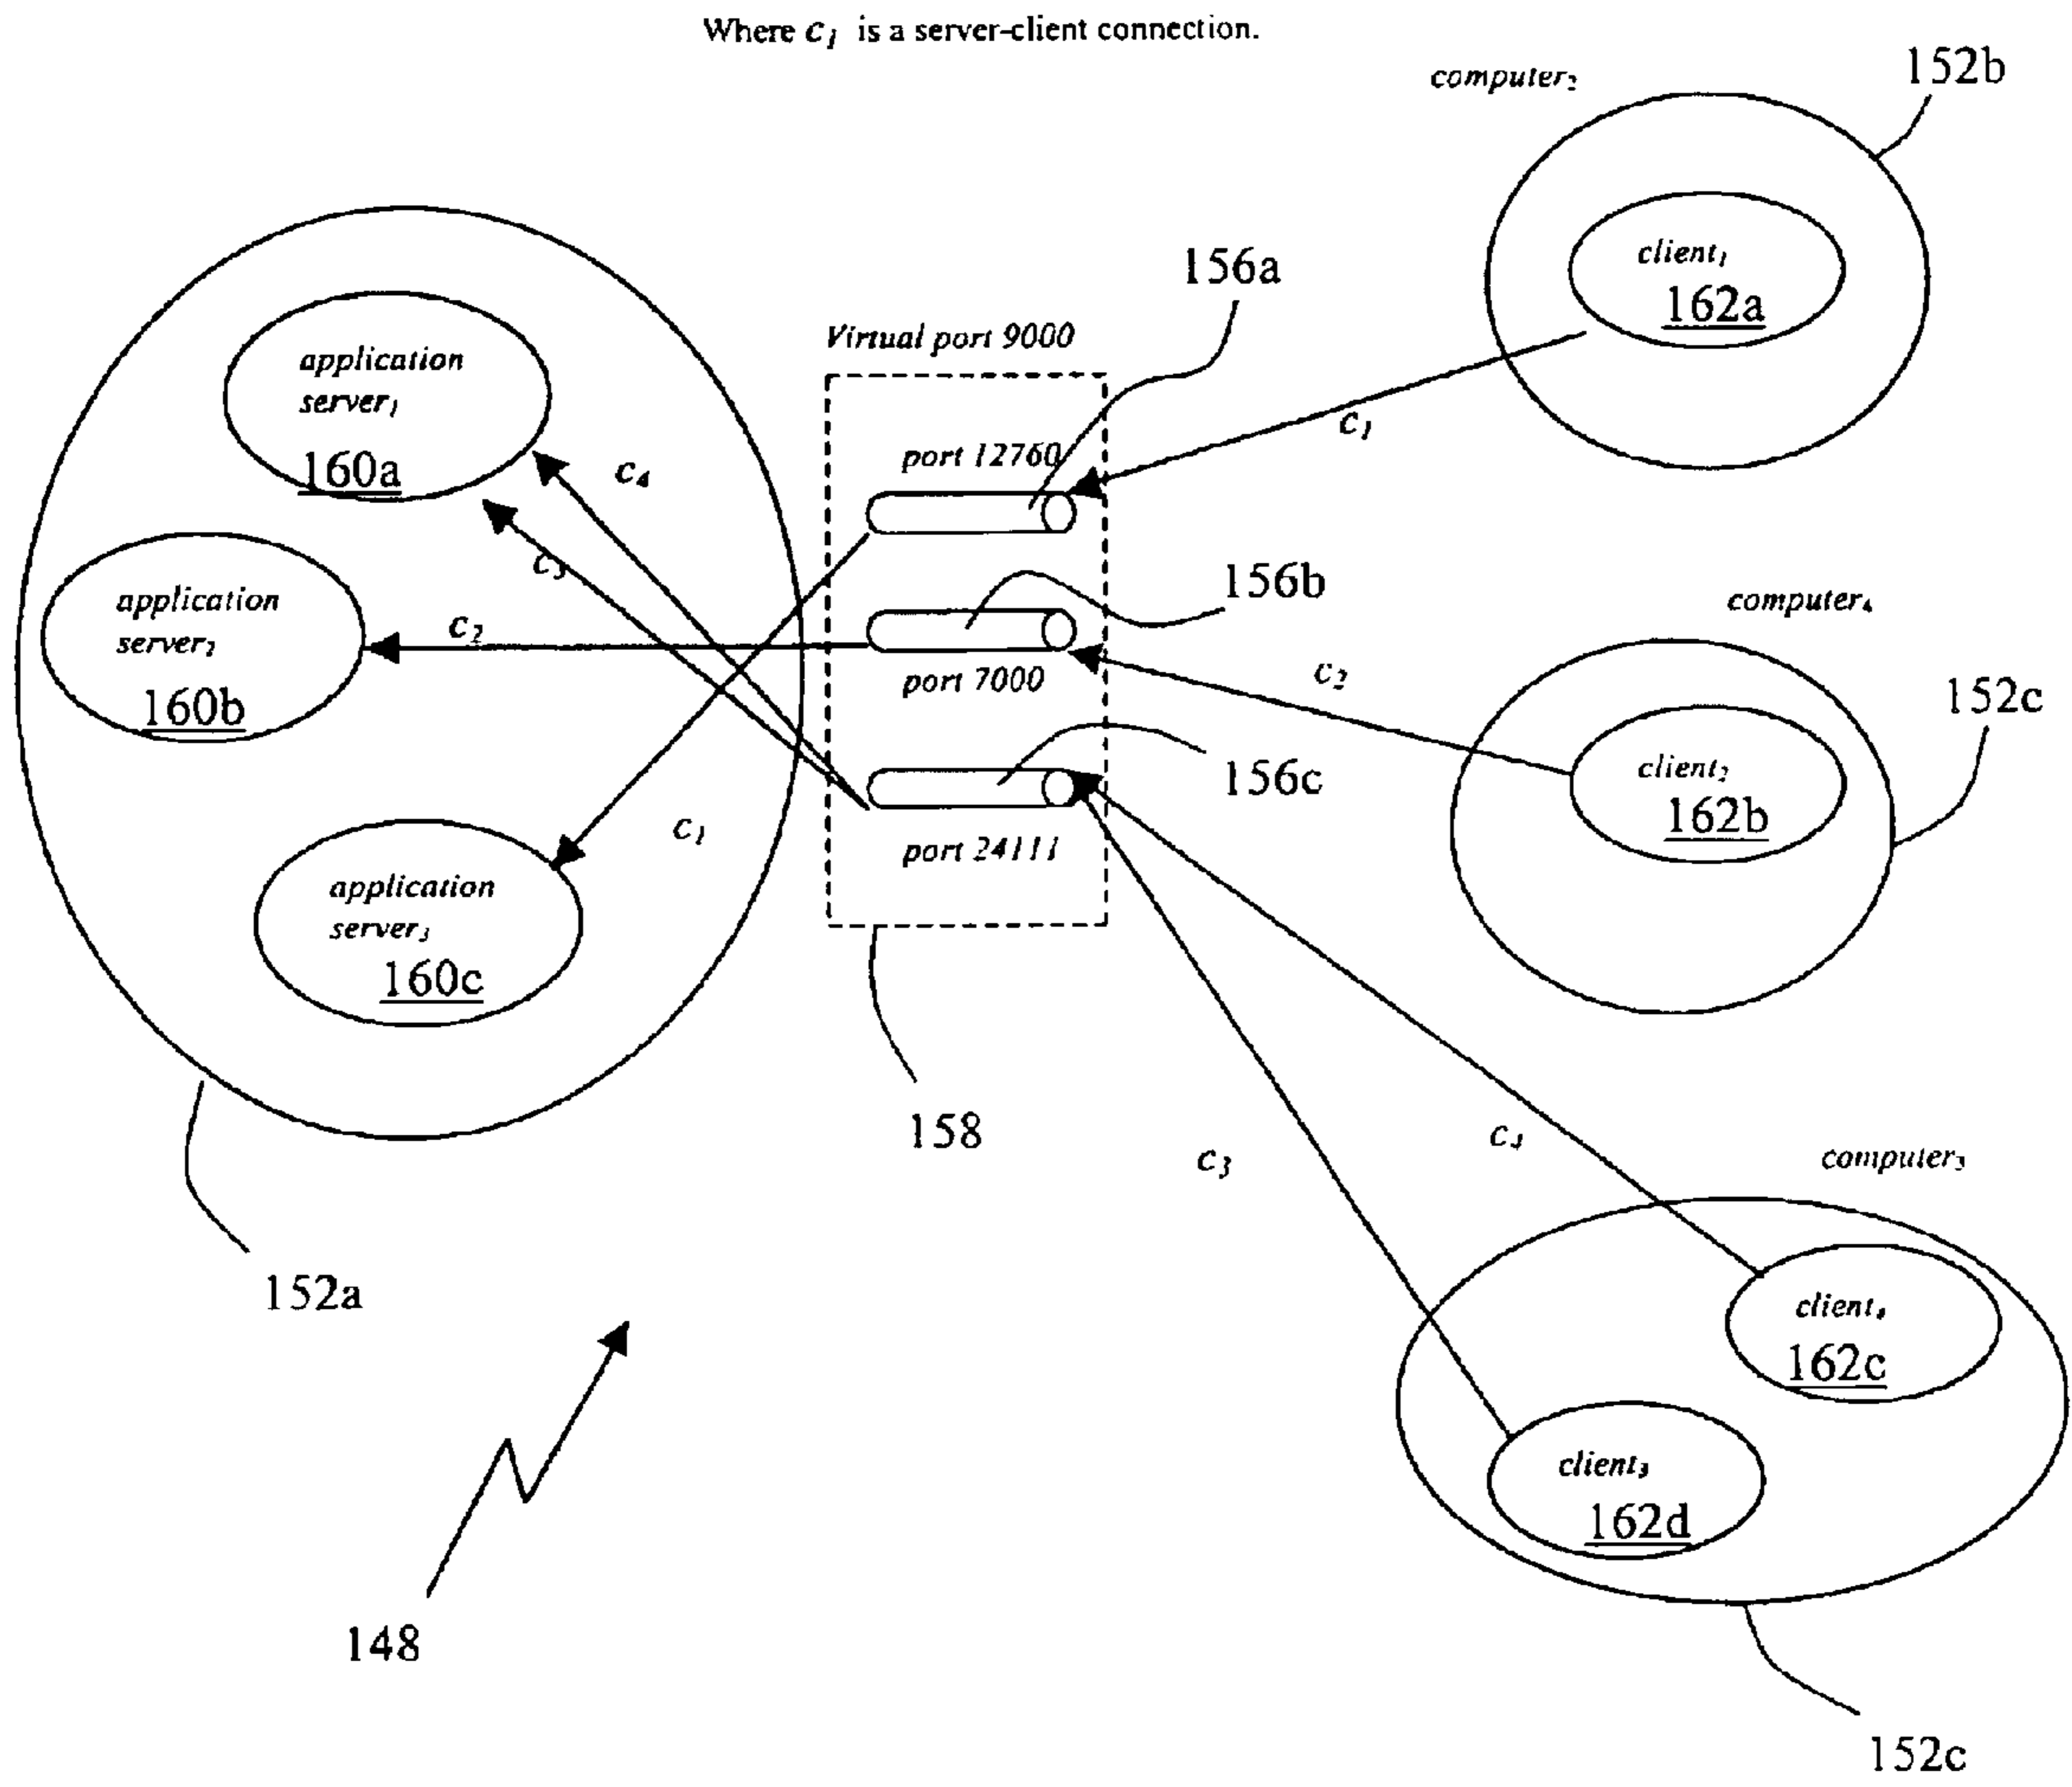 Where c₁ is a server-client connection.
computer₂
152b
client₁
162a
156a
Virtual port 9000
c₁
application
server₁
160a
c₄
port 12760
c₃
156b
application
server₂
160b
c₂
port 7000
c₂
computer₄
152c
client₂
162b
156c
c₁
port 24111
application
server₃
160c
158
c₃
c₄
computer₃
152a
client₄
162c
client₃
162d
148
152c